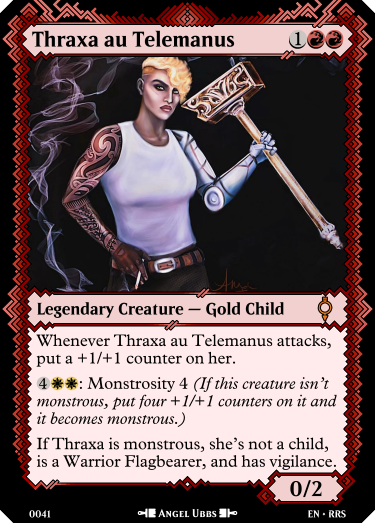 Thraxa au Telemanus 1
Legendary Creature — Gold Child
Whenever Thraxa au Telemanus attacks,
put a +1/+1 counter on her.
4: Monstrosity 4 (If this creature isn't
monstrous, put four +1/+1 counters on it and
it becomes monstrous.)
If Thraxa is monstrous, she's not a child,
is a Warrior Flagbearer, and has vigilance.
0/2
0041 Angel Ubbs EN • RRS